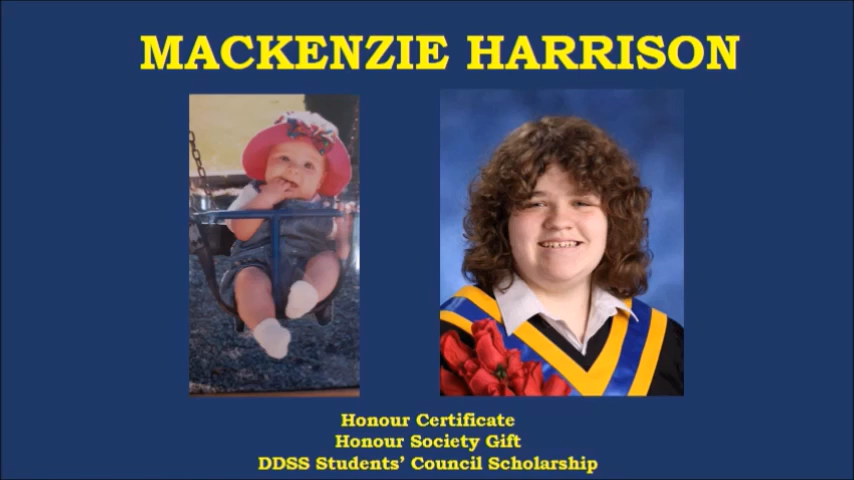 MACKENZIE HARRISON
Honour Certificate
Honour Society Gift
DDSS Students' Council Scholarship